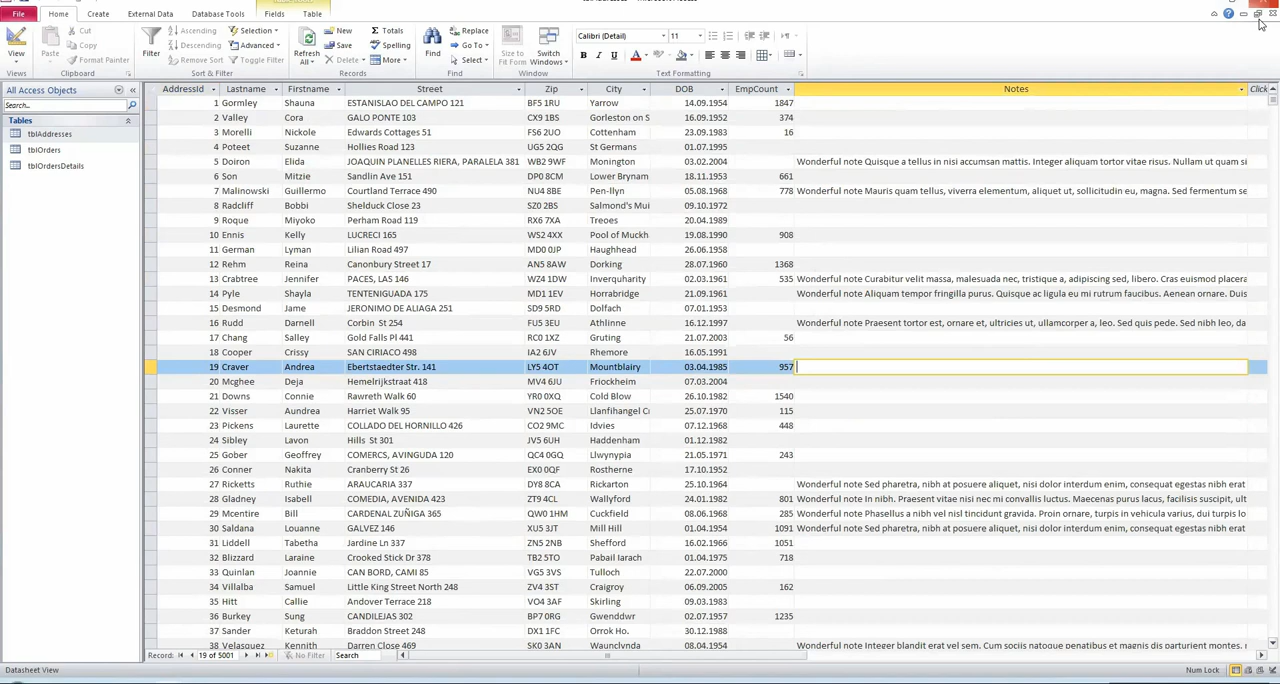 File Home Create External Data Database Tools Fields Table
View Paste Cut Copy Format Painter Filter Ascending Descending Remove Sort Selection Advanced Toggle Filter Refresh All New Save Delete Totals Spelling More Find Replace Go To Select Size to Fit Form Switch Windows Calibri (Detail) 11 B I U A
Views Clipboard Sort & Filter Records Find Window Text Formatting
All Access Objects
Search...
Tables
tblAddresses
tblOrders
tblOrdersDetails
AddressId Lastname Firstname Street Zip City DOB EmpCount Notes Click
1 Gormley Shauna ESTANISLAO DEL CAMPO 121 BF5 1RU Yarrow 14.09.1954 1847
2 Valley Cora GALO PONTE 103 CX9 1BS Gorleston on S 16.09.1952 374
3 Morelli Nickole Edwards Cottages 51 FS6 2UO Cottenham 23.09.1983 16
4 Poteet Suzanne Hollies Road 123 UG5 2QG St Germans 01.07.1995
5 Doiron Elida JOAQUIN PLANELLES RIERA, PARALELA 381 WB2 9WF Monington 03.02.2004 Wonderful note Quisque a tellus in nisi accumsan mattis. Integer aliquam tortor vitae risus. Nullam ut quam si
6 Son Mitzie Sandlin Ave 151 DP0 8CM Lower Brynam 18.11.1953 661
7 Malinowski Guillermo Courtland Terrace 490 NU4 8BE Pen-llyn 05.08.1968 778 Wonderful note Mauris quam tellus, viverra elementum, aliquet ut, sollicitudin eu, magna. Sed fermentum se
8 Radcliff Bobbi Shelduck Close 23 SZ0 2BS Salmond's Mui 09.10.1972
9 Roque Miyoko Perham Road 119 RX6 7XA Treoes 20.04.1989
10 Ennis Kelly LUCRECI 165 WS2 4XX Pool of Muckh 19.08.1990 908
11 German Lyman Lilian Road 497 MD0 0JP Haughhead 26.06.1958
12 Rehm Reina Canonbury Street 17 AN5 8AW Dorking 28.07.1960 1368
13 Crabtree Jennifer PACES, LAS 146 WZ4 1DW Inverquharity 02.03.1961 535 Wonderful note Curabitur velit massa, malesuada nec, tristique a, adipiscing sed, libero. Cras euismod placera
14 Pyle Shayla TENTENIGUADA 175 MD1 1EV Horrabridge 21.09.1961 Wonderful note Aliquam tempor fringilla purus. Quisque ac ligula eu mi rutrum faucibus. Aenean ornare. Duis
15 Desmond Jame JERONIMO DE ALIAGA 251 SD9 5RD Dolfach 07.01.1953
16 Rudd Darnell Corbin St 254 FU5 3EU Athlinne 16.12.1997 Wonderful note Praesent tortor est, ornare et, ultricies ut, ullamcorper a, leo. Sed quis pede. Sed nibh leo, da
17 Chang Salley Gold Falls Pl 441 RC0 1XZ Gruting 21.07.2003 56
18 Cooper Crissy SAN CIRIACO 498 IA2 6JV Rhemore 16.05.1991
19 Craver Andrea Ebertstaedter Str. 141 LY5 4OT Mountblairy 03.04.1985 957
20 Mcghee Deja Hemelrijkstraat 418 MV4 6JU Friockheim 07.03.2004
21 Downs Connie Rawreth Walk 60 YR0 0XQ Cold Blow 26.10.1982 1540
22 Visser Aundrea Harriet Walk 95 VN2 5OE Llanfihangel C 25.07.1970 115
23 Pickens Laurette COLLADO DEL HORNILLO 426 CO2 9MC Idvies 07.12.1968 448
24 Sibley Lavon Hills St 301 JV5 6UH Haddenham 01.12.1982
25 Gober Geoffrey COMERCS, AVINGUDA 120 QC4 0GQ Llwynypia 21.05.1971 243
26 Conner Nakita Cranberry St 26 EX0 0QF Rostherne 17.10.1952
27 Ricketts Ruthie ARAUCARIA 337 DY8 8CA Rickarton 25.10.1964 Wonderful note Sed pharetra, nibh at posuere aliquet, nisi dolor interdum enim, consequat egestas nibh erat
28 Gladney Isabell COMEDIA, AVENIDA 423 ZT9 4CL Wallyford 24.01.1982 801 Wonderful note In nibh. Praesent vitae nisi nec mi convallis luctus. Maecenas purus lacus, facilisis suscipit, ult
29 Mcentire Bill CARDENAL ZUÑIGA 365 QW0 1HM Cuckfield 08.06.1968 285 Wonderful note Phasellus a nibh vel nisl congue gravida. Proin ornare, turpis in vehicula varius, dui turpis lo
30 Saldana Louanne GALVEZ 146 XU5 3JT Mill Hill 01.04.1954 1091 Wonderful note Sed pharetra, nibh at posuere aliquet, nisi dolor interdum enim, consequat egestas nibh erat
31 Liddell Tabetha Jardine Ln 337 ZN5 2NB Shefford 16.02.1966 1051
32 Blizzard Laraine Crooked Stick Dr 378 TB2 5TO Pabail Iarach 01.04.1975 718
33 Quinlan Joannie CAN BORD, CAMI 85 VG5 3VS Tulloch 22.07.2000
34 Villalba Samuel Little King Street North 248 ZV4 3ST Craigroy 06.09.2005 162
35 Hitt Callie Andover Terrace 218 VO4 3AF Skirling 09.03.1983
36 Burkey Sung CANDILEJAS 302 BP7 0RG Gwenddwr 02.07.1957 1235
37 Sander Keturah Braddon Street 248 DX1 1FC Orrok Ho. 30.12.1988
38 Velasquez Kennith Darren Close 469 SK0 3AN Waunclynda 08.04.1954
Record: 19 of 5001 No Filter Search
Datasheet View Num Lock